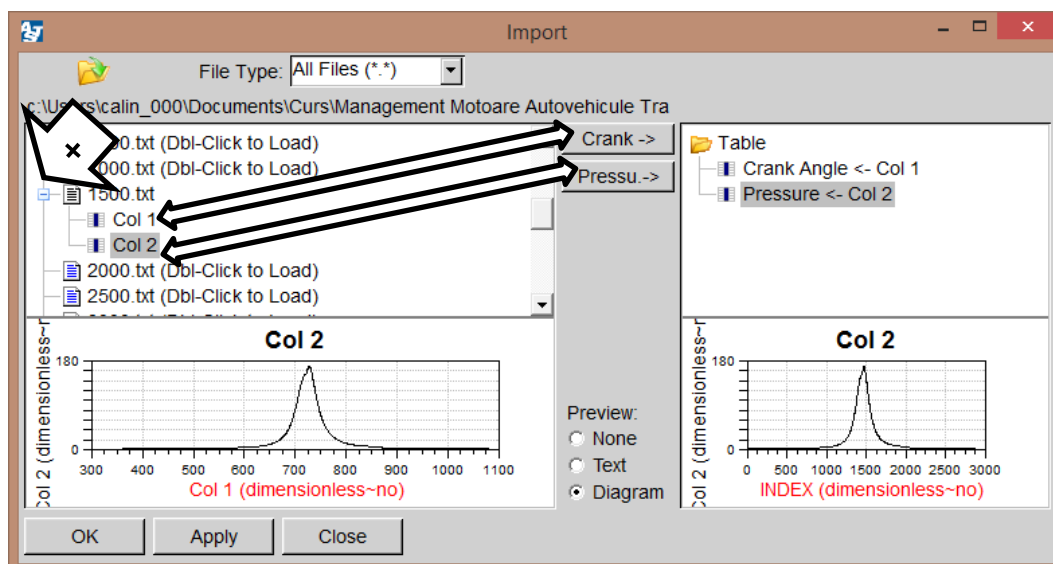 Import
File Type: All Files (*.*)
c:\Users\calin_000\Documents\Curs\Management Motoare Autovehicule Tra
00.txt (Dbl-Click to Load)
000.txt (Dbl-Click to Load)
1500.txt
Col 1
Col 2
2000.txt (Dbl-Click to Load)
2500.txt (Dbl-Click to Load)
Crank ->
Pressu.->
Table
Crank Angle <- Col 1
Pressure <- Col 2
Col 2
Col 2 (dimensionless~r
180
0
300 400 500 600 700 800 900 1000 1100
Col 1 (dimensionless~no)
Preview:
None
Text
Diagram
Col 2
Col 2 (dimensionless~r
180
0
0 500 1000 1500 2000 2500 3000
INDEX (dimensionless~no)
OK Apply Close